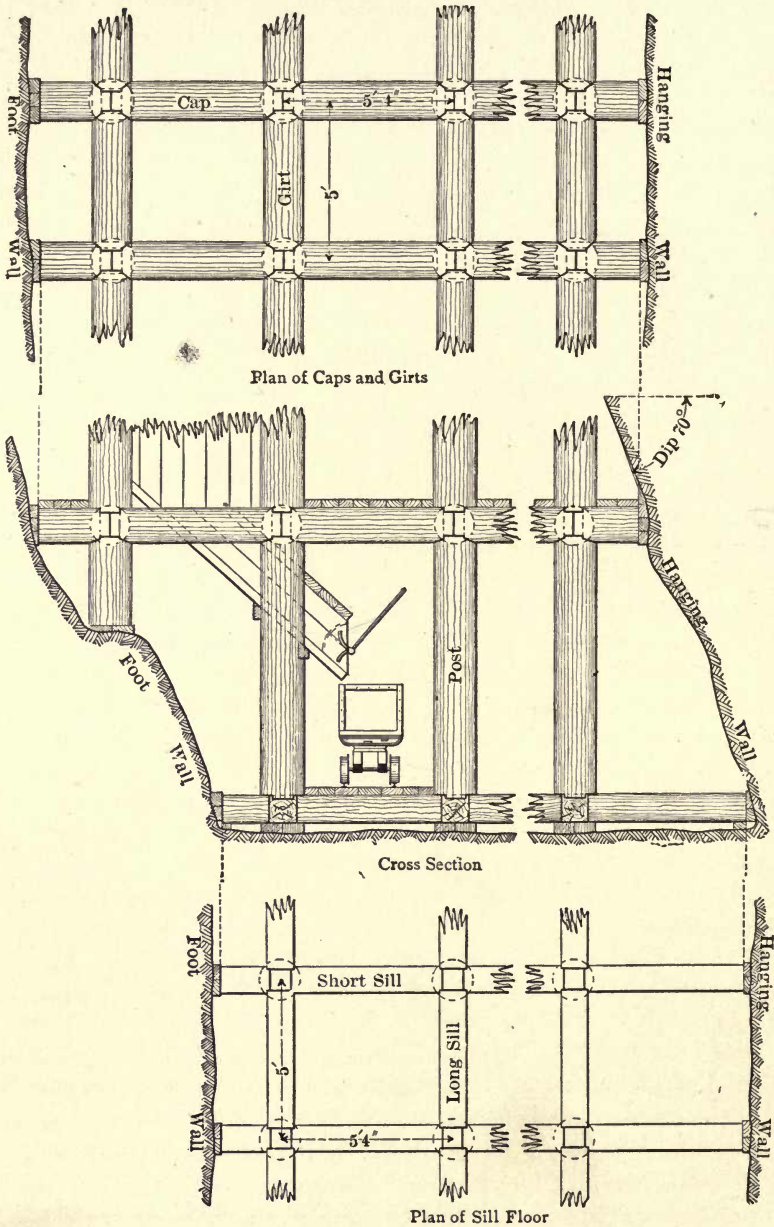 Foot
Wall
Cap
5' 4"
Girt
5'
Hanging
Wall
Plan of Caps and Girts
Dip 70°
Hanging
Wall
Foot
Wall
Post
Cross Section
Foot
Wall
Short Sill
5'
Long Sill
5'4"
Hanging
Wall
Plan of Sill Floor